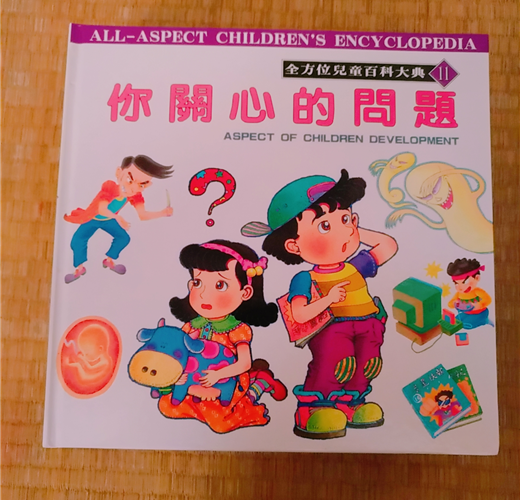 ALL-ASPECT CHILDREN'S ENCYCLOPEDIA
全方位兒童百科大典 11
你關心的問題
ASPECT OF CHILDREN DEVELOPMENT
?